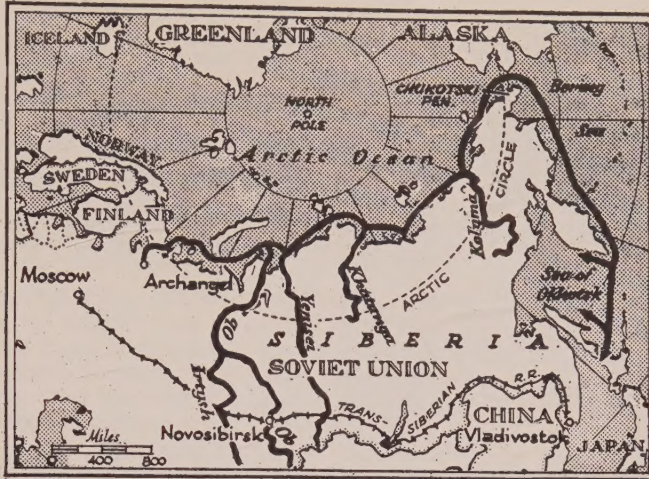 ICELAND
GREENLAND
ALASKA
CHUKOTSKI
PEN.
Bering
Sea
NORTH
POLE
Arctic Ocean
NORWAY
SWEDEN
FINLAND
CIRCLE
Kolyma
Moscow
Archangel
ARCTIC
Khatanga
Sea of
Okhotsk
Ob
Yenisei
SIBERIA
SOVIET UNION
Irtysh
TRANS-
SIBERIAN
R.R.
CHINA
Novosibirsk
Ob
Vladivostok
JAPAN
Miles
0 400 800